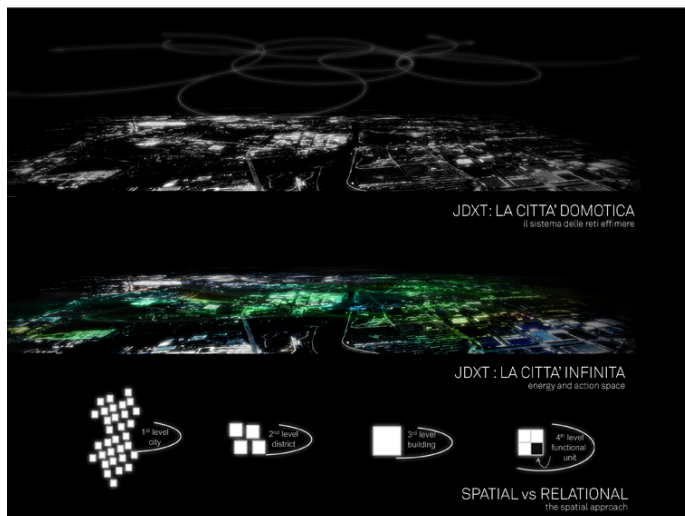 JDXT: LA CITTA' DOMOTICA
il sistema delle reti effimere
JDXT : LA CITTA' INFINITA
energy and action space
1st level
city
2nd level
district
3rd level
building
4th level
functional
unit
SPATIAL vs RELATIONAL
the spatial approach